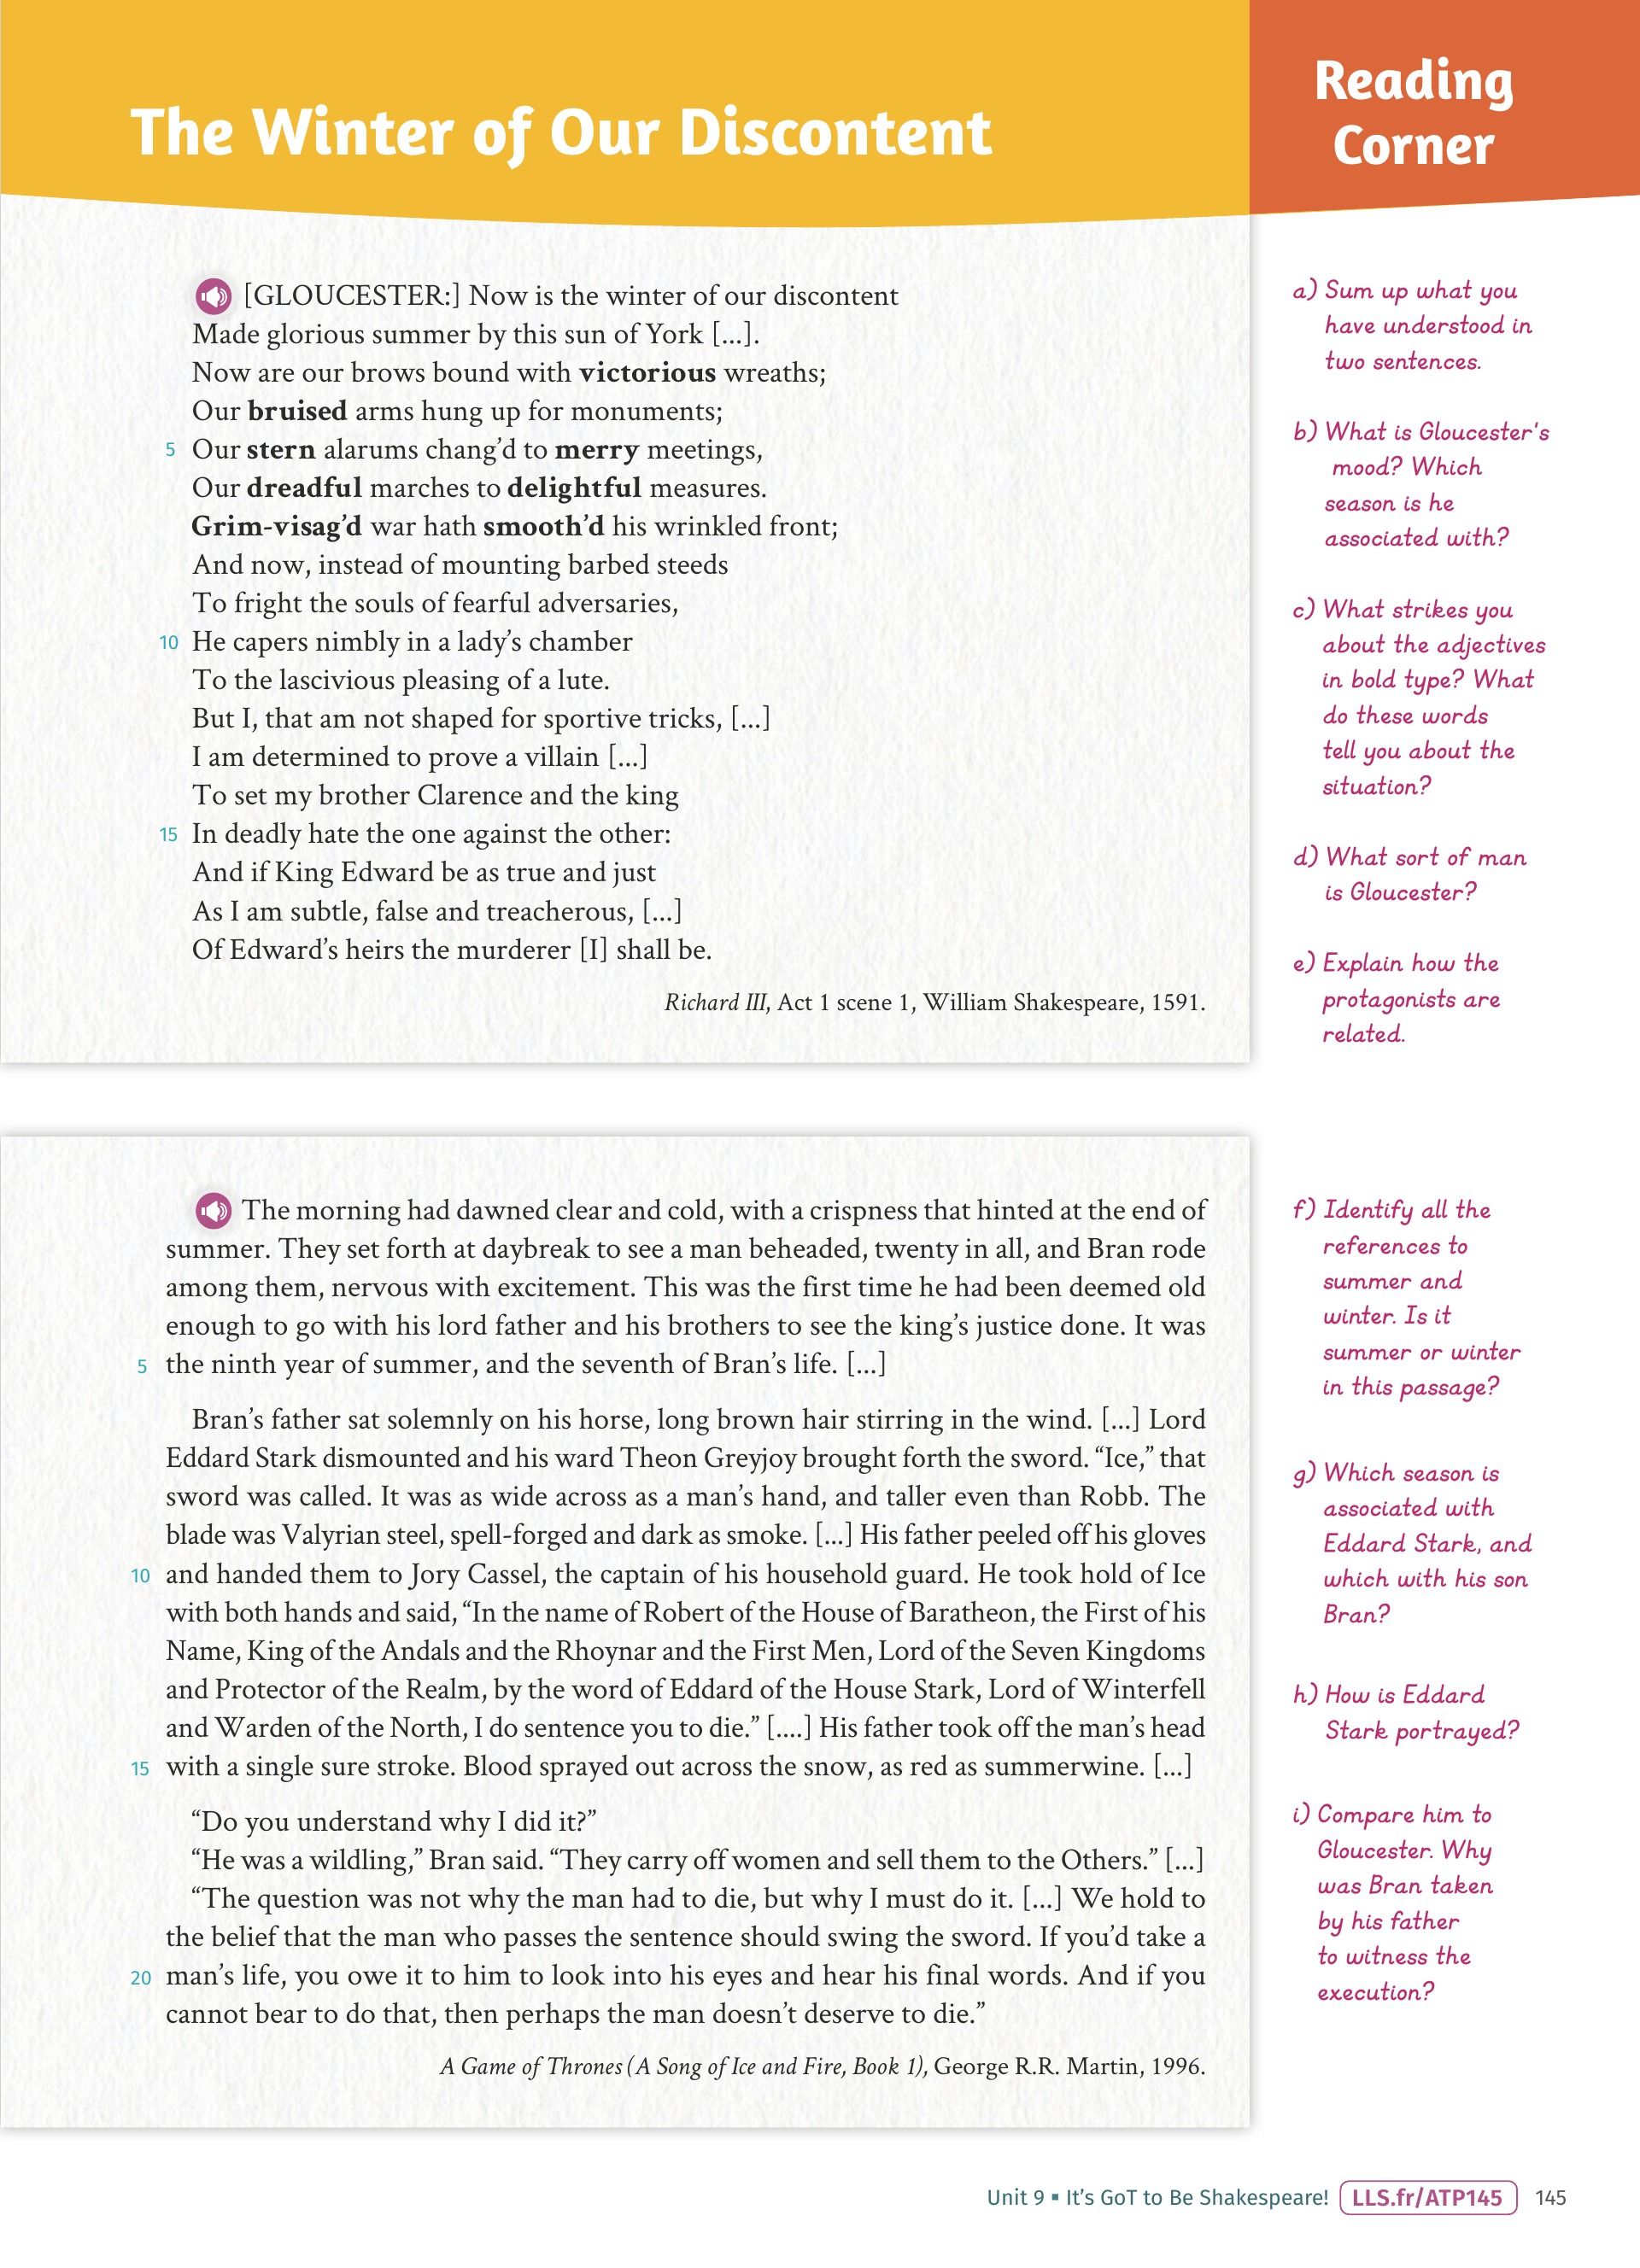 The Winter of Our Discontent
Reading
Corner
[GLOUCESTER:] Now is the winter of our discontent
Made glorious summer by this sun of York [...].
Now are our brows bound with victorious wreaths;
Our bruised arms hung up for monuments;
5 Our stern alarums chang’d to merry meetings,
Our dreadful marches to delightful measures.
Grim-visag’d war hath smooth’d his wrinkled front;
And now, instead of mounting barbed steeds
To fright the souls of fearful adversaries,
10 He capers nimbly in a lady’s chamber
To the lascivious pleasing of a lute.
But I, that am not shaped for sportive tricks, [...]
I am determined to prove a villain [...]
To set my brother Clarence and the king
15 In deadly hate the one against the other:
And if King Edward be as true and just
As I am subtle, false and treacherous, [...]
Of Edward’s heirs the murderer [I] shall be.
Richard III, Act 1 scene 1, William Shakespeare, 1591.
a) Sum up what you
have understood in
two sentences.
b) What is Gloucester's
mood? Which
season is he
associated with?
c) What strikes you
about the adjectives
in bold type? What
do these words
tell you about the
situation?
d) What sort of man
is Gloucester?
e) Explain how the
protagonists are
related.
The morning had dawned clear and cold, with a crispness that hinted at the end of
summer. They set forth at daybreak to see a man beheaded, twenty in all, and Bran rode
among them, nervous with excitement. This was the first time he had been deemed old
enough to go with his lord father and his brothers to see the king’s justice done. It was
5 the ninth year of summer, and the seventh of Bran’s life. [...]
Bran’s father sat solemnly on his horse, long brown hair stirring in the wind. [...] Lord
Eddard Stark dismounted and his ward Theon Greyjoy brought forth the sword. “Ice,” that
sword was called. It was as wide across as a man’s hand, and taller even than Robb. The
blade was Valyrian steel, spell-forged and dark as smoke. [...] His father peeled off his gloves
10 and handed them to Jory Cassel, the captain of his household guard. He took hold of Ice
with both hands and said, “In the name of Robert of the House of Baratheon, the First of his
Name, King of the Andals and the Rhoynar and the First Men, Lord of the Seven Kingdoms
and Protector of the Realm, by the word of Eddard of the House Stark, Lord of Winterfell
and Warden of the North, I do sentence you to die.” [....] His father took off the man’s head
15 with a single sure stroke. Blood sprayed out across the snow, as red as summerwine. [...]
“Do you understand why I did it?”
“He was a wildling,” Bran said. “They carry off women and sell them to the Others.” [...]
“The question was not why the man had to die, but why I must do it. [...] We hold to
the belief that the man who passes the sentence should swing the sword. If you’d take a
20 man’s life, you owe it to him to look into his eyes and hear his final words. And if you
cannot bear to do that, then perhaps the man doesn’t deserve to die.”
A Game of Thrones (A Song of Ice and Fire, Book 1), George R.R. Martin, 1996.
f) Identify all the
references to
summer and
winter. Is it
summer or winter
in this passage?
g) Which season is
associated with
Eddard Stark, and
which with his son
Bran?
h) How is Eddard
Stark portrayed?
i) Compare him to
Gloucester. Why
was Bran taken
by his father
to witness the
execution?
Unit 9 ▪ It’s GoT to Be Shakespeare! LLS.fr/ATP145 145